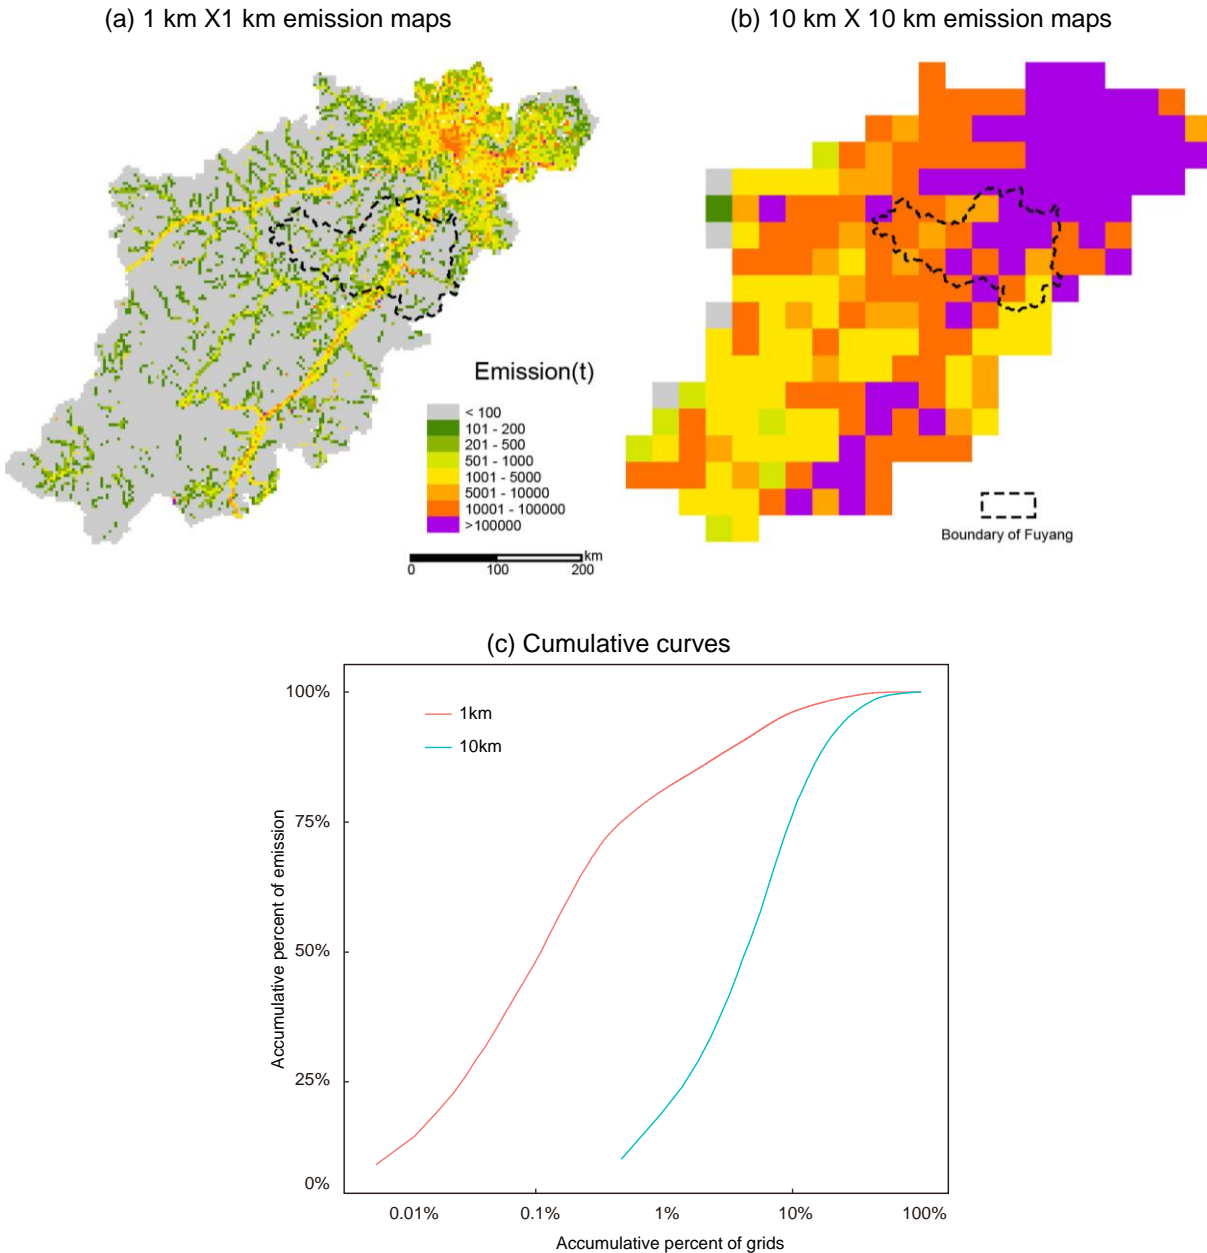 (a) 1 km X1 km emission maps
(b) 10 km X 10 km emission maps
Emission(t)
< 100
101 - 200
201 - 500
501 - 1000
1001 - 5000
5001 - 10000
10001 - 100000
>100000
km
0 100 200
Boundary of Fuyang
(c) Cumulative curves
100%
75%
50%
25%
0%
Accumulative percent of emission
1km
10km
0.01% 0.1% 1% 10% 100%
Accumulative percent of grids